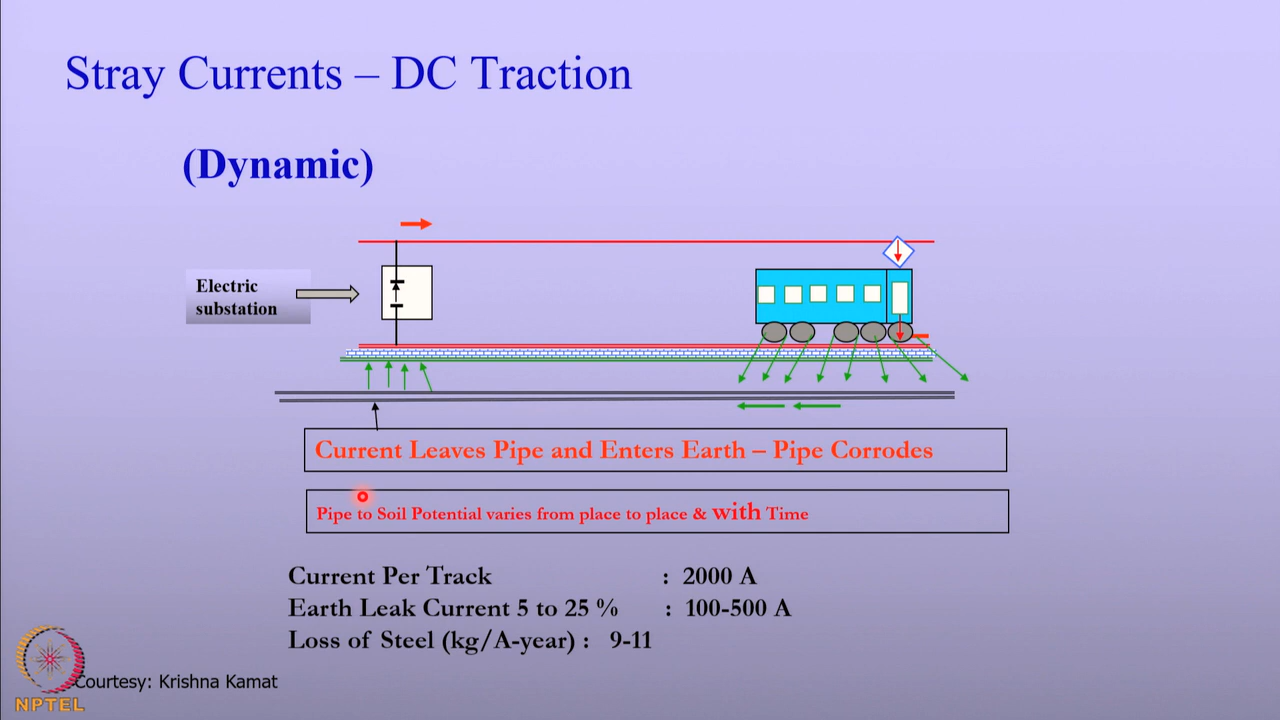 Stray Currents – DC Traction
(Dynamic)
Electric
substation
Current Leaves Pipe and Enters Earth – Pipe Corrodes
Pipe to Soil Potential varies from place to place & with Time
Current Per Track : 2000 A
Earth Leak Current 5 to 25 % : 100-500 A
Loss of Steel (kg/A-year) : 9-11
Courtesy: Krishna Kamat
NPTEL